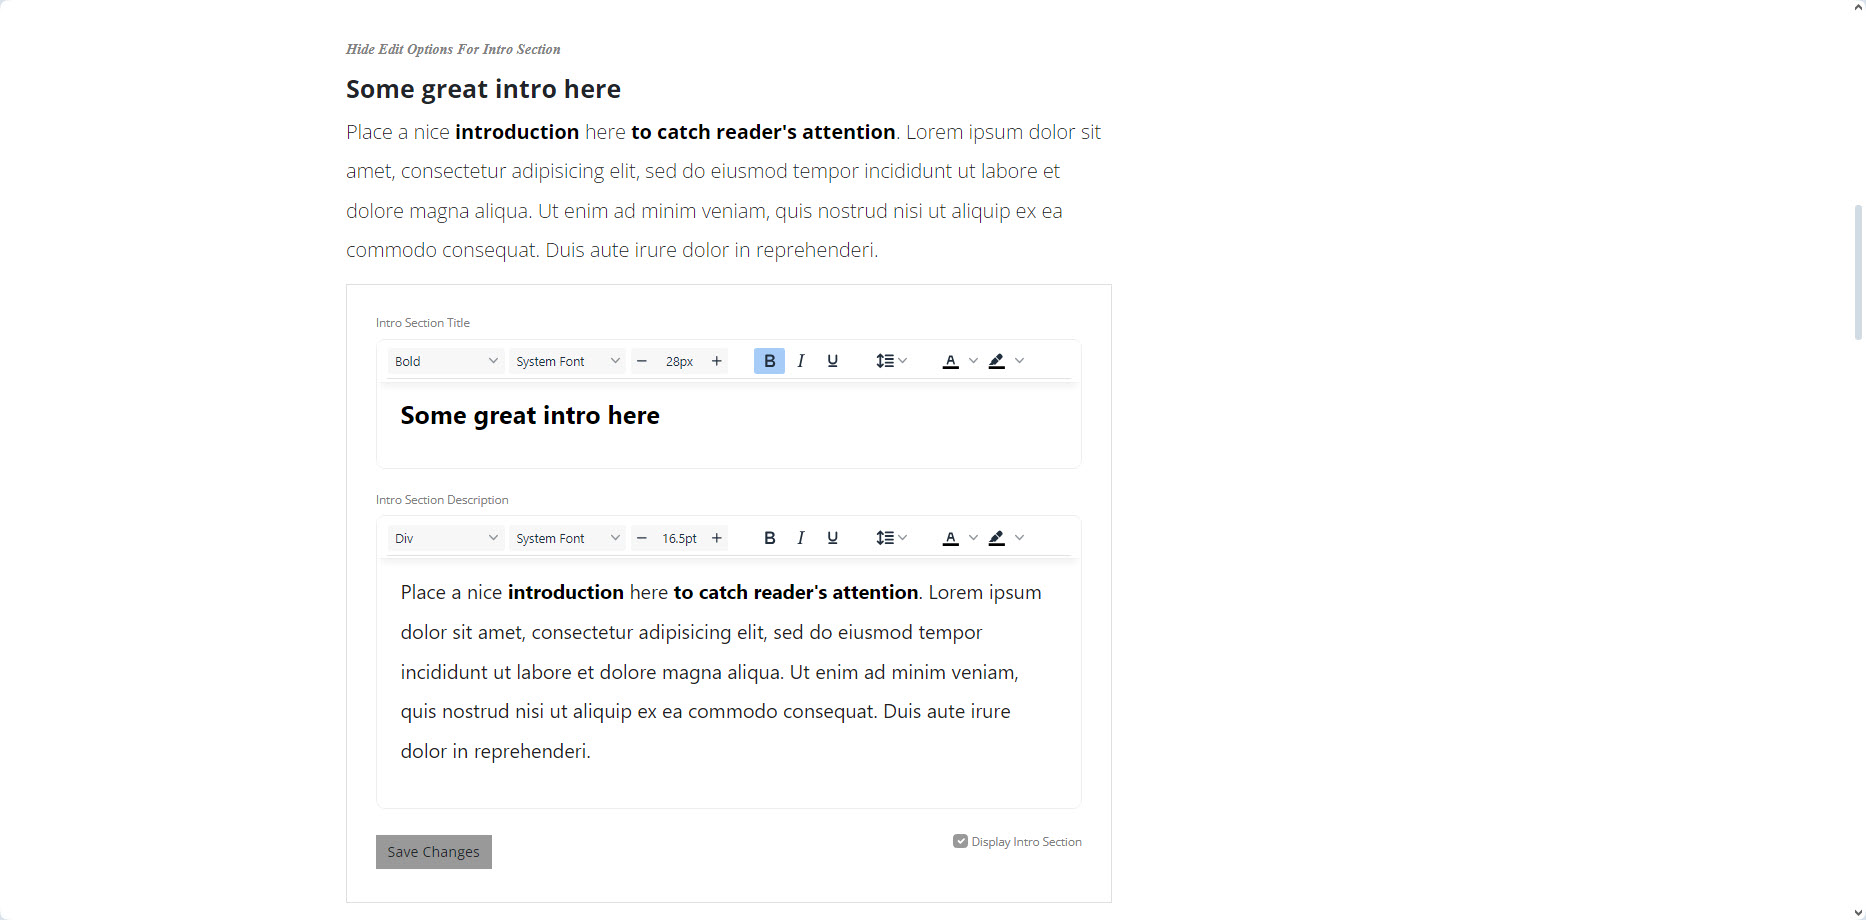 Hide Edit Options For Intro Section
Some great intro here
Place a nice introduction here to catch reader's attention. Lorem ipsum dolor sit
amet, consectetur adipisicing elit, sed do eiusmod tempor incididunt ut labore et
dolore magna aliqua. Ut enim ad minim veniam, quis nostrud nisi ut aliquip ex ea
commodo consequat. Duis aute irure dolor in reprehenderi.
Intro Section Title
Bold System Font − 28px + B I U A
Some great intro here
Intro Section Description
Div System Font − 16.5pt + B I U A
Place a nice introduction here to catch reader's attention. Lorem ipsum
dolor sit amet, consectetur adipisicing elit, sed do eiusmod tempor
incididunt ut labore et dolore magna aliqua. Ut enim ad minim veniam,
quis nostrud nisi ut aliquip ex ea commodo consequat. Duis aute irure
dolor in reprehenderi.
Save Changes Display Intro Section